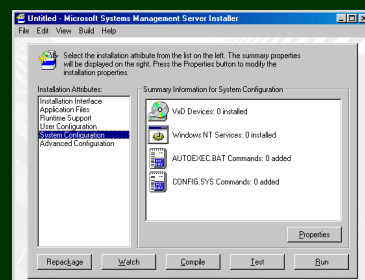 Untitled - Microsoft Systems Management Server Installer
File Edit View Build Help
Select the installation attribute from the list on the left. The summary properties
will be displayed on the right. Press the Properties button to modify the
installation properties.
Installation Attributes:
Installation Interface
Application Files
Runtime Support
User Configuration
System Configuration
Advanced Configuration
Summary Information for System Configuration
VxD Devices: 0 installed
Windows NT Services: 0 installed
AUTOEXEC.BAT Commands: 0 added
CONFIG.SYS Commands: 0 added
Properties
Repackage Watch Compile Test Run